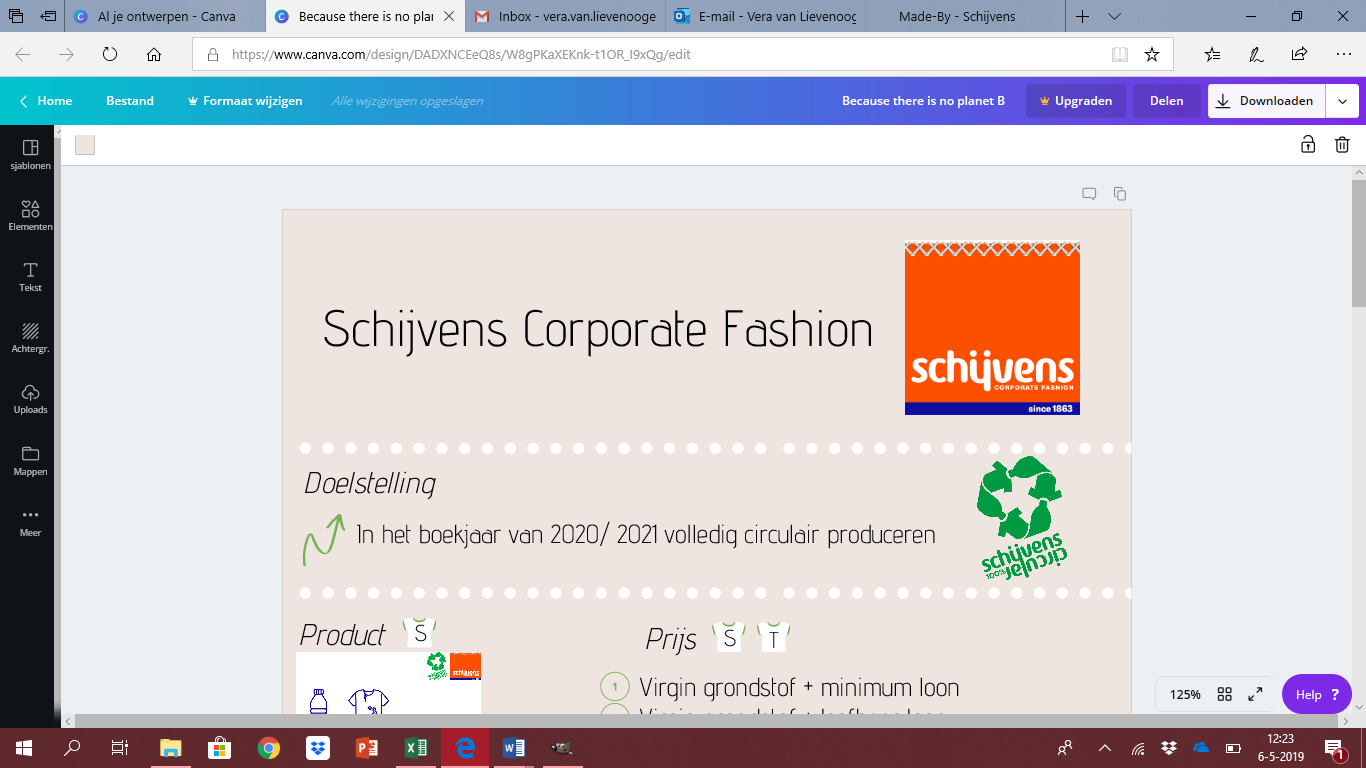 Al je ontwerpen - Canva
Because there is no plan
Inbox - vera.van.lievenooge
E-mail - Vera van Lievenoog
Made-By - Schijvens
https://www.canva.com/design/DADXNCEeQ8s/W8gPKaXEKnk-t1OR_I9xQg/edit
Home
Bestand
Formaat wijzigen
Alle wijzigingen opgeslagen
Because there is no planet B
Upgraden
Delen
Downloaden
sjablonen
Elementen
Tekst
Achtergr.
Uploads
Mappen
Meer
Schijvens Corporate Fashion
schijvens
CORPORATE FASHION
since 1863
Doelstelling
In het boekjaar van 2020/ 2021 volledig circulair produceren
schijvens
circular
100%
Product S
Prijs S T
schijvens
1 Virgin grondstof + minimum loon
125%
Help ?
12:23
6-5-2019
1